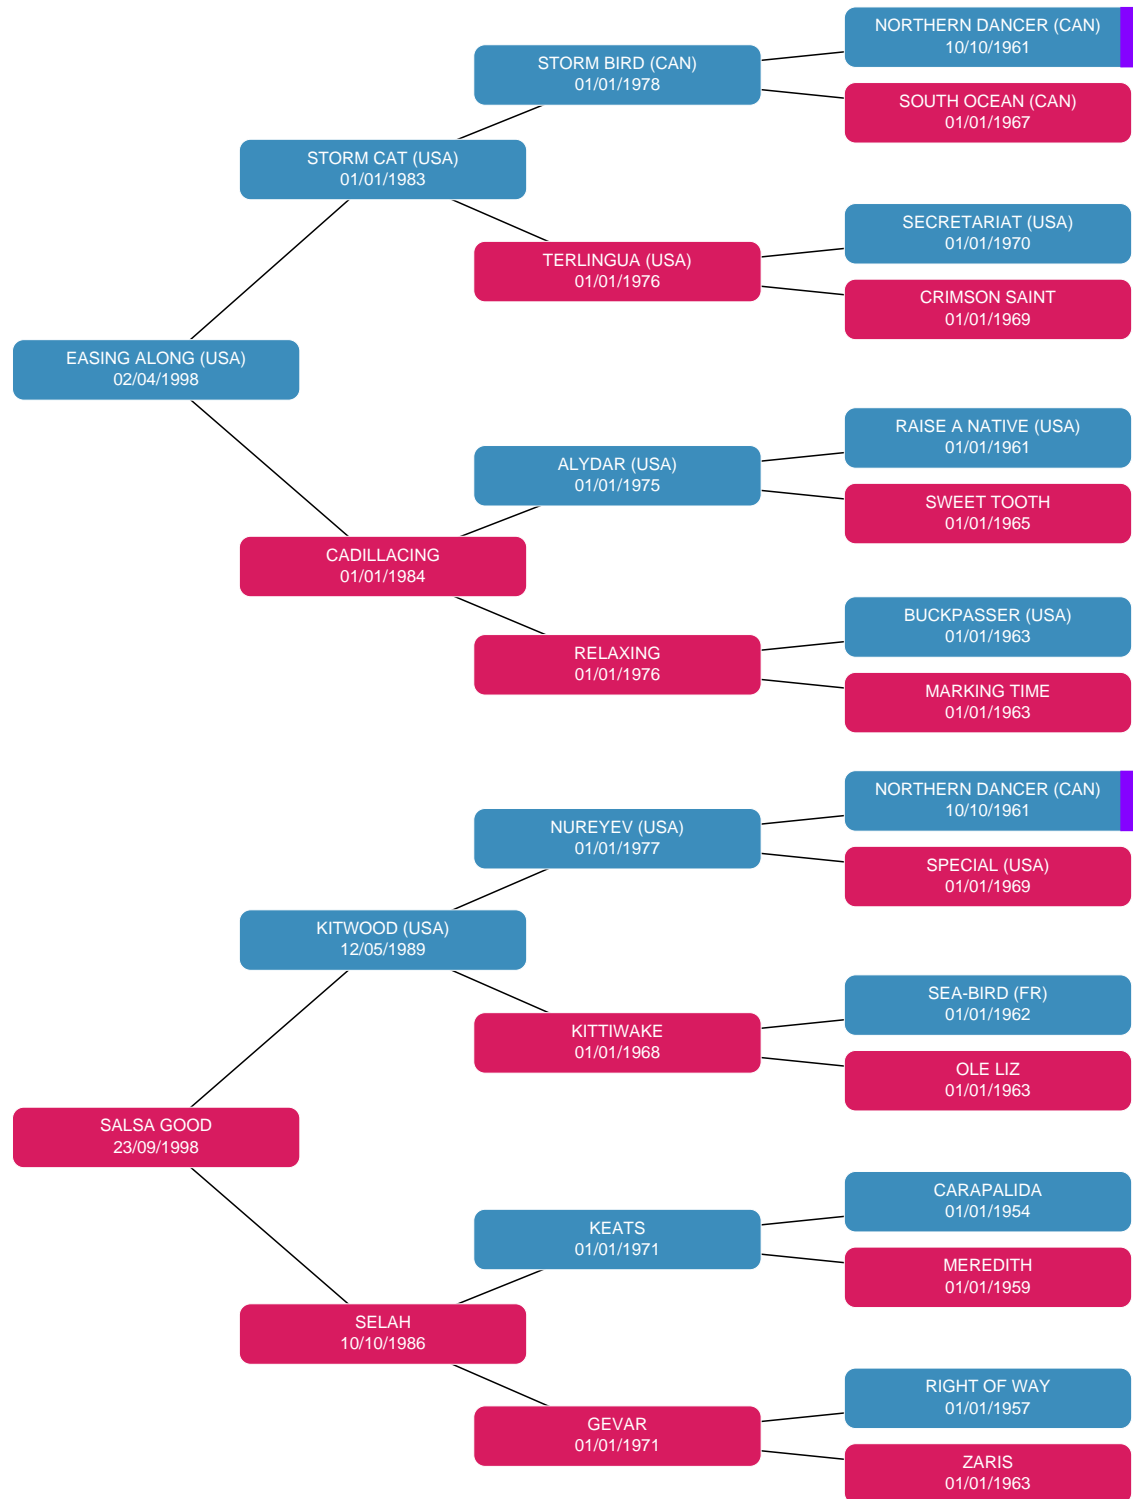 NORTHERN DANCER (CAN)
10/10/1961
STORM BIRD (CAN)
01/01/1978
SOUTH OCEAN (CAN)
01/01/1967
STORM CAT (USA)
01/01/1983
SECRETARIAT (USA)
01/01/1970
TERLINGUA (USA)
01/01/1976
CRIMSON SAINT
01/01/1969
EASING ALONG (USA)
02/04/1998
RAISE A NATIVE (USA)
01/01/1961
ALYDAR (USA)
01/01/1975
SWEET TOOTH
01/01/1965
CADILLACING
01/01/1984
BUCKPASSER (USA)
01/01/1963
RELAXING
01/01/1976
MARKING TIME
01/01/1963
NORTHERN DANCER (CAN)
10/10/1961
NUREYEV (USA)
01/01/1977
SPECIAL (USA)
01/01/1969
KITWOOD (USA)
12/05/1989
SEA-BIRD (FR)
01/01/1962
KITTIWAKE
01/01/1968
OLE LIZ
01/01/1963
SALSA GOOD
23/09/1998
CARAPALIDA
01/01/1954
KEATS
01/01/1971
MEREDITH
01/01/1959
SELAH
10/10/1986
RIGHT OF WAY
01/01/1957
GEVAR
01/01/1971
ZARIS
01/01/1963